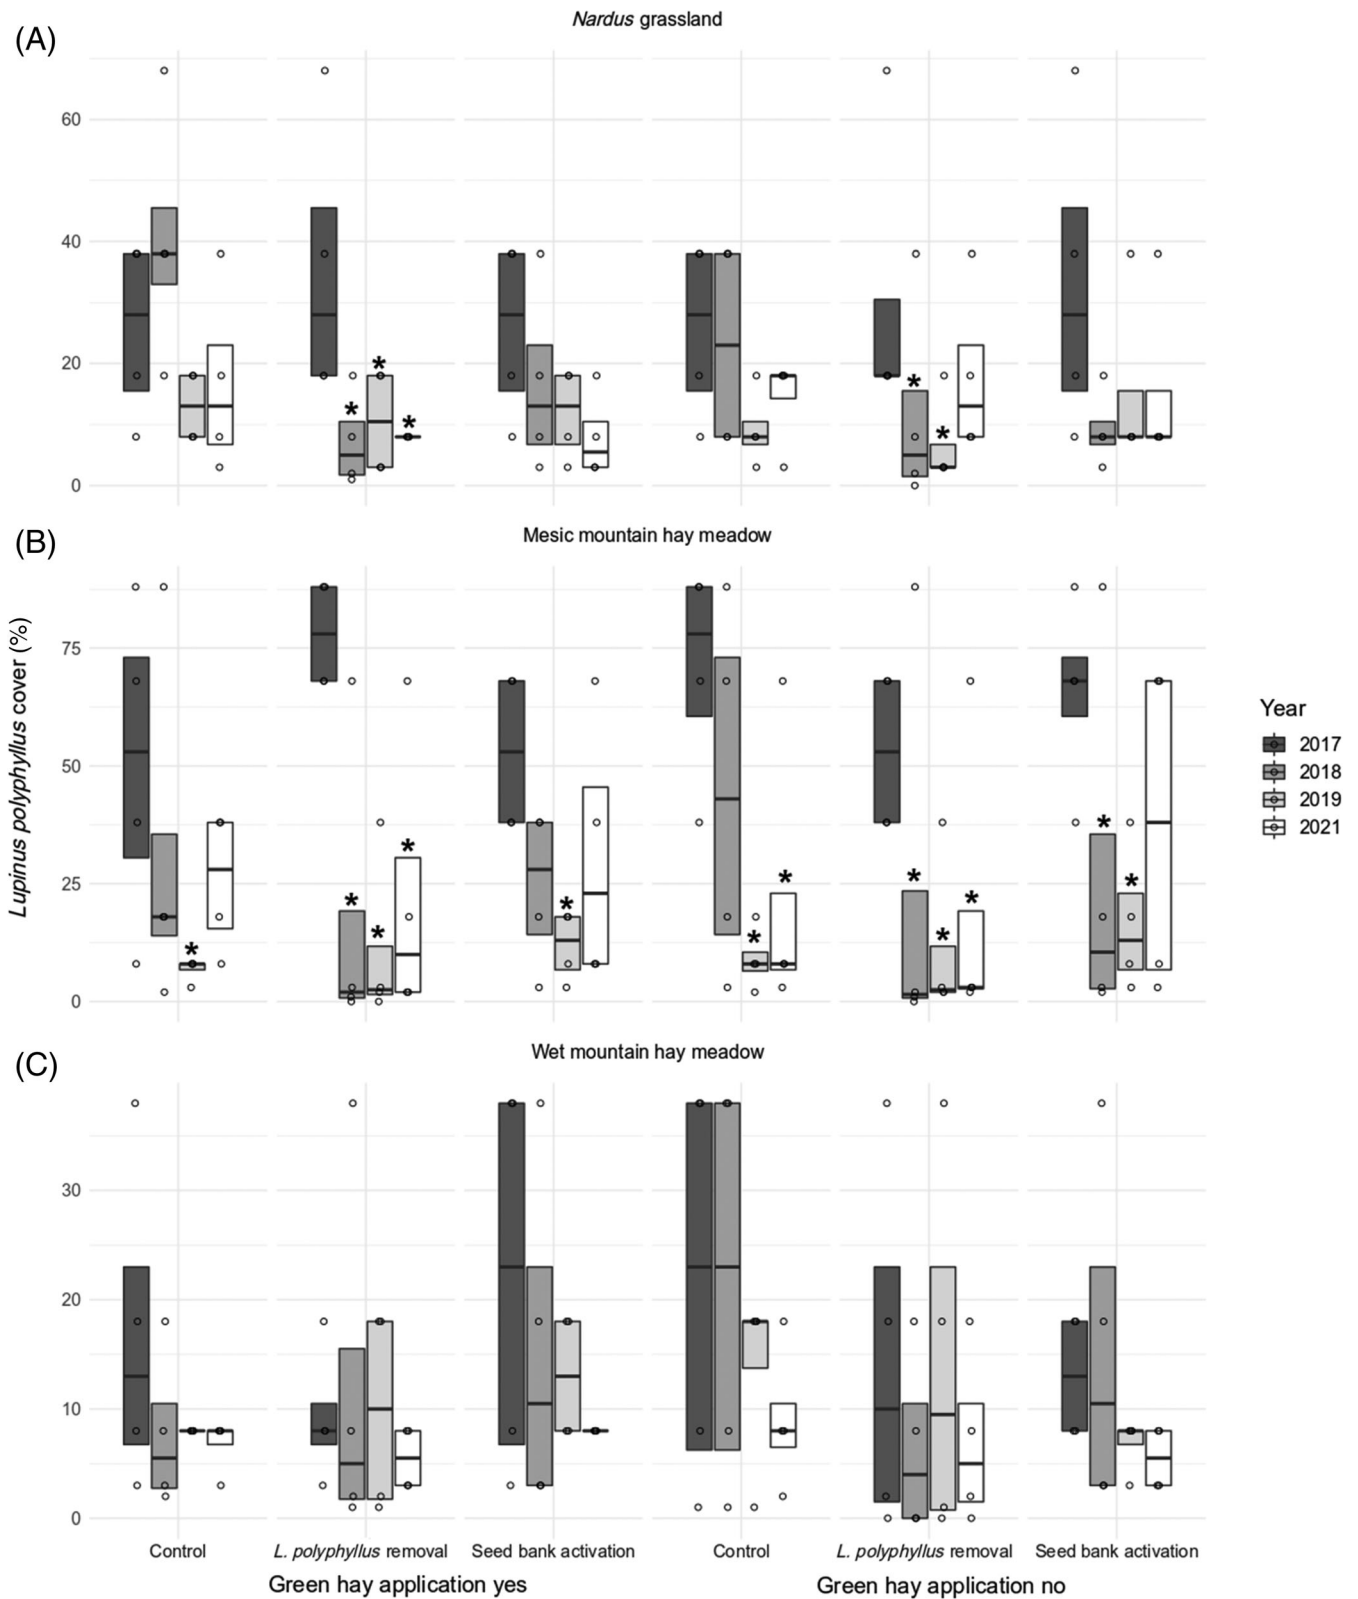 (A)
Nardus grassland
60
40
20
0
*
*
*
*
*
(B)
Mesic mountain hay meadow
75
50
25
0
*
*
*
*
*
*
*
*
*
*
*
*
(C)
Wet mountain hay meadow
30
20
10
0
Lupinus polyphyllus cover (%)
Year
2017
2018
2019
2021
Control
L. polyphyllus removal
Seed bank activation
Control
L. polyphyllus removal
Seed bank activation
Green hay application yes
Green hay application no